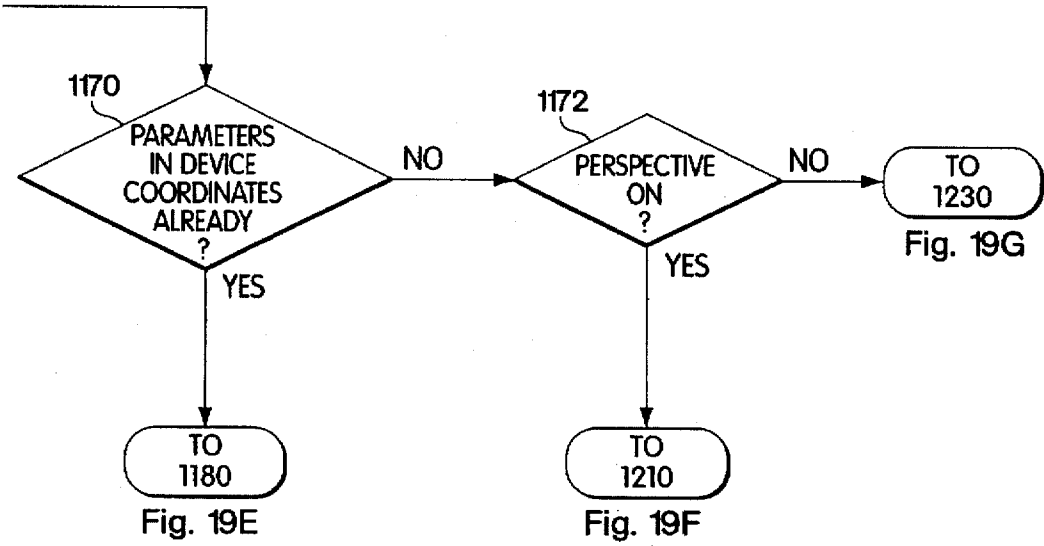 1170
PARAMETERS
IN DEVICE
COORDINATES
ALREADY
?
NO
YES
TO
1180
Fig. 19E
1172
PERSPECTIVE
ON
?
NO
YES
TO
1210
Fig. 19F
TO
1230
Fig. 19G